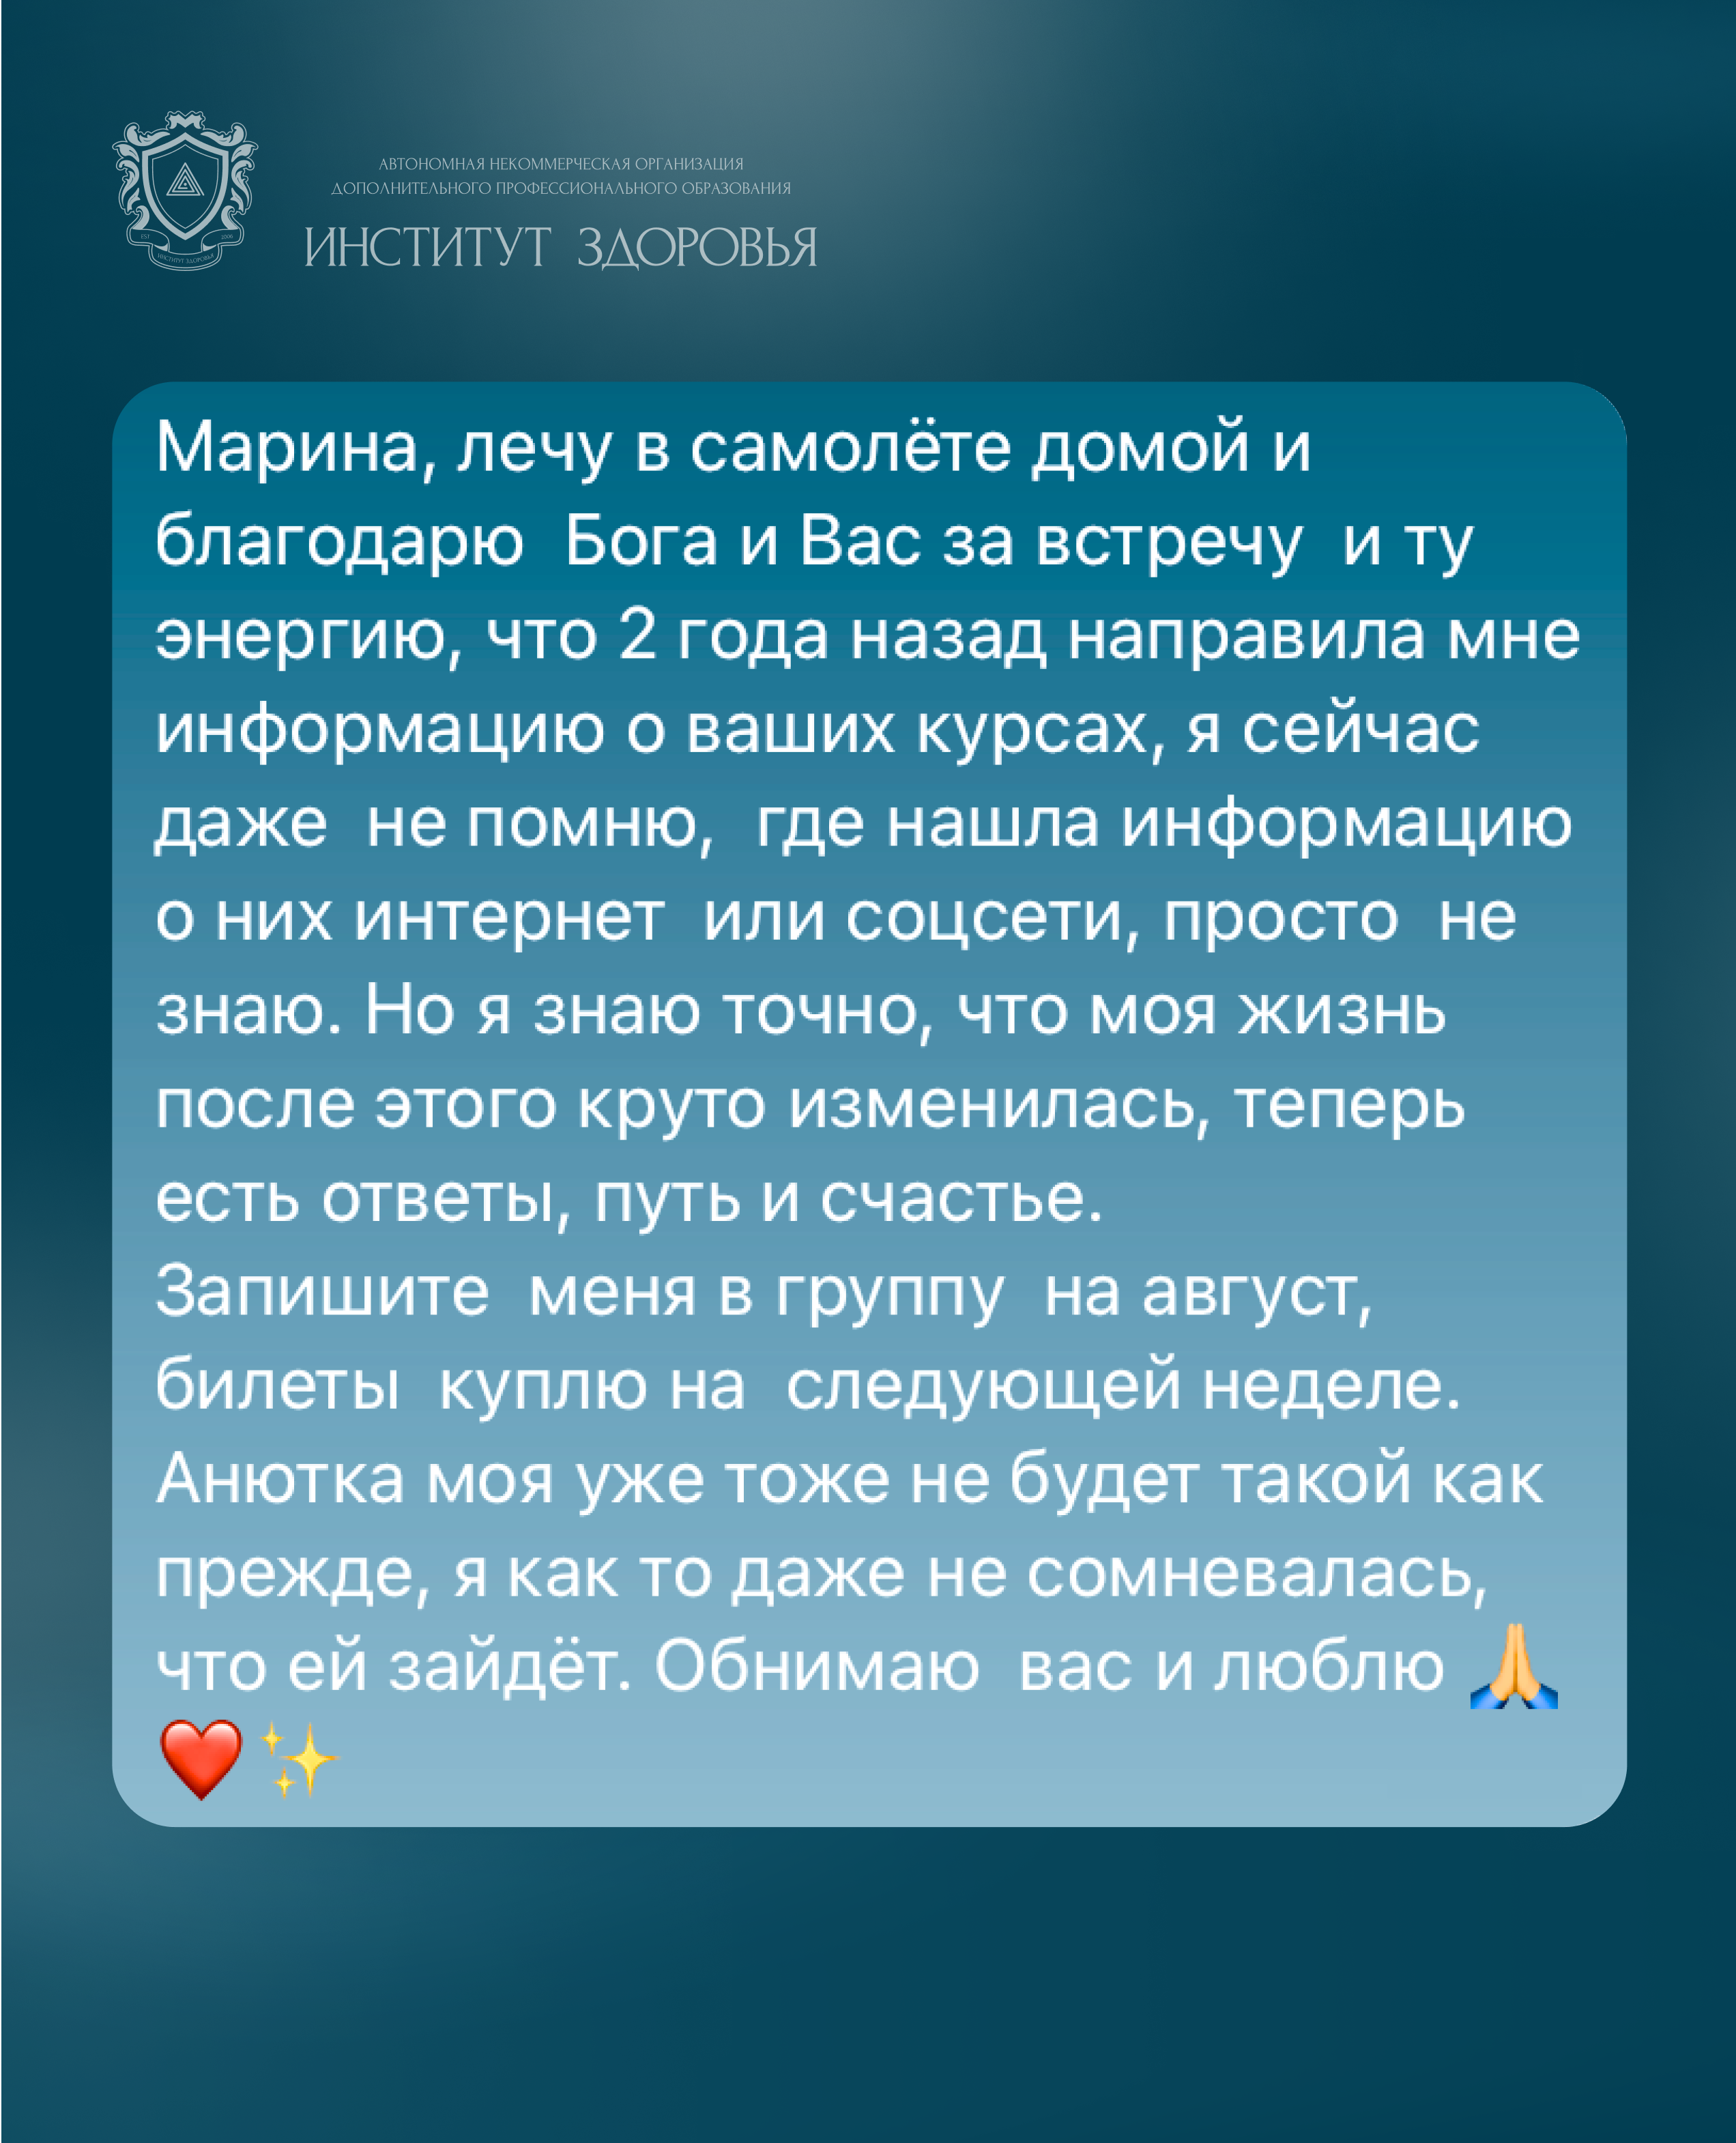 АВТОНОМНАЯ НЕКОММЕРЧЕСКАЯ ОРГАНИЗАЦИЯ
ДОПОЛНИТЕЛЬНОГО ПРОФЕССИОНАЛЬНОГО ОБРАЗОВАНИЯ
ИНСТИТУТ ЗДОРОВЬЯ
EST 2006
ИНСТИТУТ ЗДОРОВЬЯ
Марина, лечу в самолёте домой и
благодарю Бога и Вас за встречу и ту
энергию, что 2 года назад направила мне
информацию о ваших курсах, я сейчас
даже не помню, где нашла информацию
о них интернет или соцсети, просто не
знаю. Но я знаю точно, что моя жизнь
после этого круто изменилась, теперь
есть ответы, путь и счастье.
Запишите меня в группу на август,
билеты куплю на следующей неделе.
Анютка моя уже тоже не будет такой как
прежде, я как то даже не сомневалась,
что ей зайдёт. Обнимаю вас и люблю 🙏
❤️✨